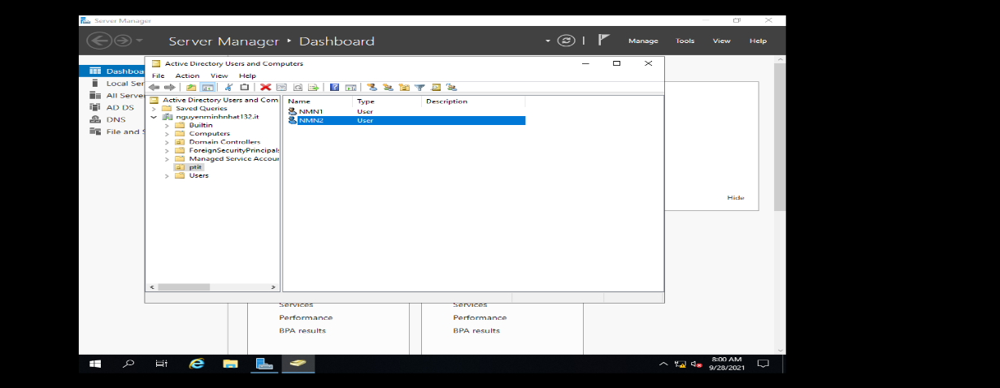 Server Manager
Server Manager • Dashboard
Manage Tools View Help
Dashboa
Local Ser
All Server
AD DS
DNS
File and S
Active Directory Users and Computers
File Action View Help
Active Directory Users and Com
Saved Queries
nguyenminhnhat132.it
Builtin
Computers
Domain Controllers
ForeignSecurityPrincipals
Managed Service Accour
ptit
Users
Name Type Description
NMN1 User
NMN2 User
Hide
Services
Performance
BPA results
Services
Performance
BPA results
8:00 AM
9/28/2021